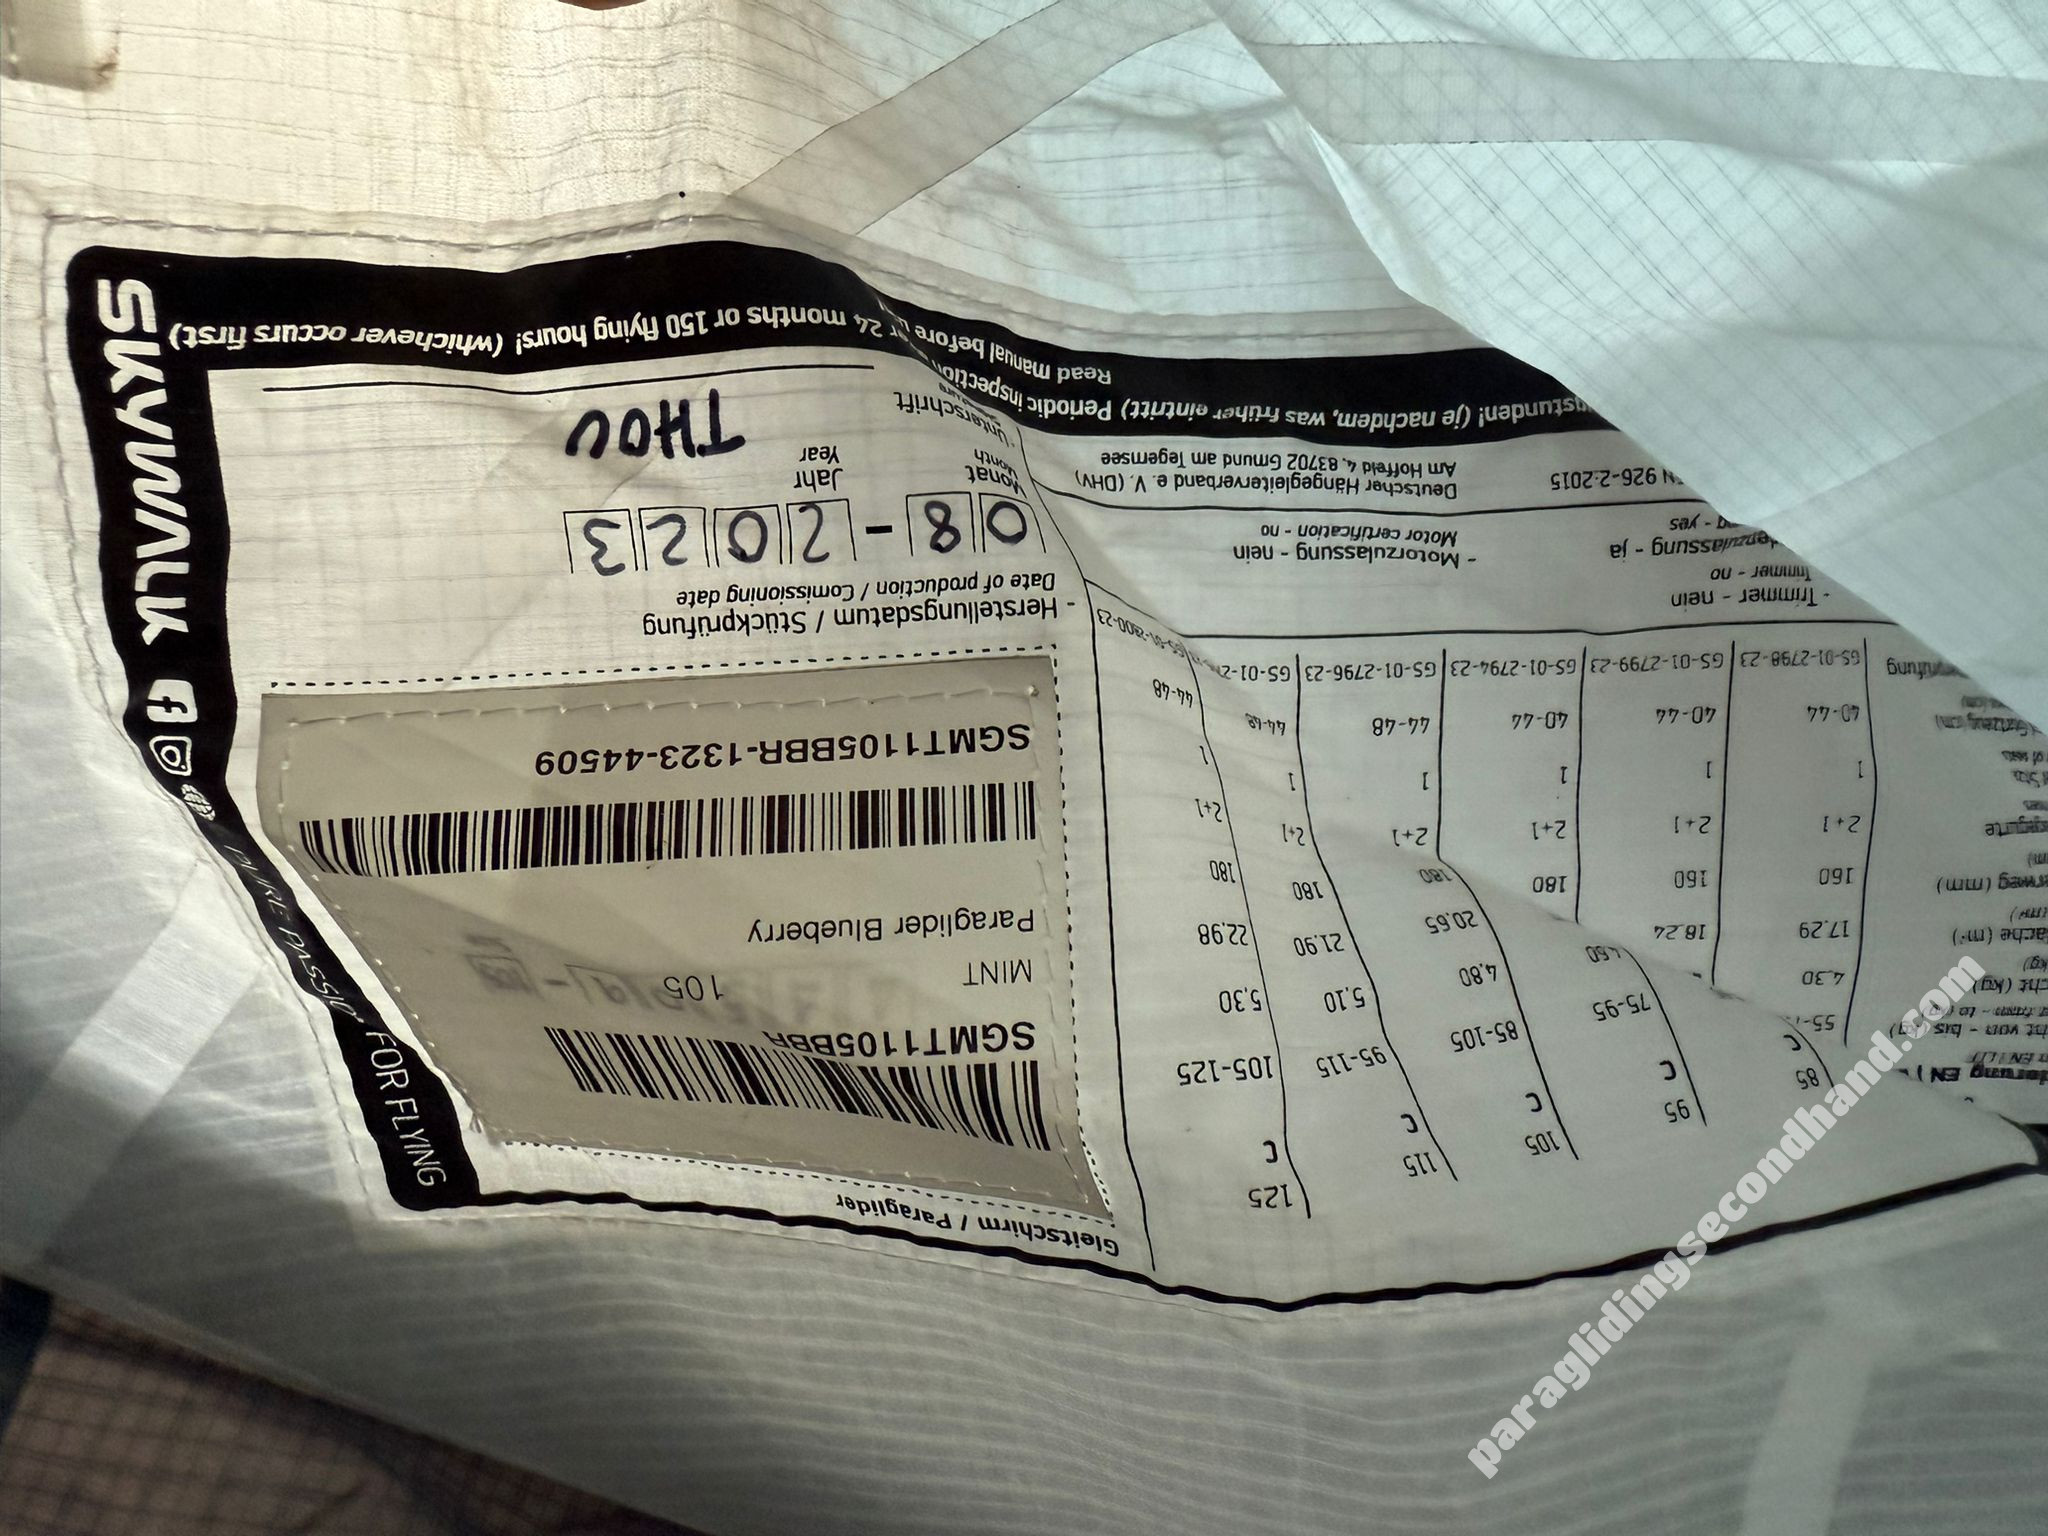 Gleitschirm / Paraglider
SGMT1105BBR
MINT 105
Paraglider Blueberry
SGMT1105BBR-1323-44509
- Herstellungsdatum / Stückprüfung
Date of production / Comissioning date
08-2023
Monat Jahr
Month Year
Unterschrift
THOU
85 95 105 115 125
C C C C C
75-95 85-105 95-115 105-125
4.30 4.80 5,10 5,30
17.29 18.24 20.65 21.90 22.98
160 160 180 180 180 180
2+1 2+1 2+1 2+1 2+1 2+1
1 1 1 1 1 1
40-44 40-44 40-44 44-48 44-48 44-48
GS-01-2798-23 GS-01-2799-23 GS-01-2794-23 GS-01-2796-23 GS-01-2
- Trimmer - nein
Trimmer - no
- ja
- yes
- Motorzulassung - nein
Motor certification - no
EN 926-2:2015
Deutscher Hängegleiterverband e. V. (DHV)
Am Hoffeld 4, 83702 Gmund am Tegernsee
(je nachdem, was früher eintritt) Periodic inspection
24 months or 150 flying hours! (whichever occurs first)
Read manual before
SKYWALK
PURE PASSION FOR FLYING
paraglidingsecondhand.com